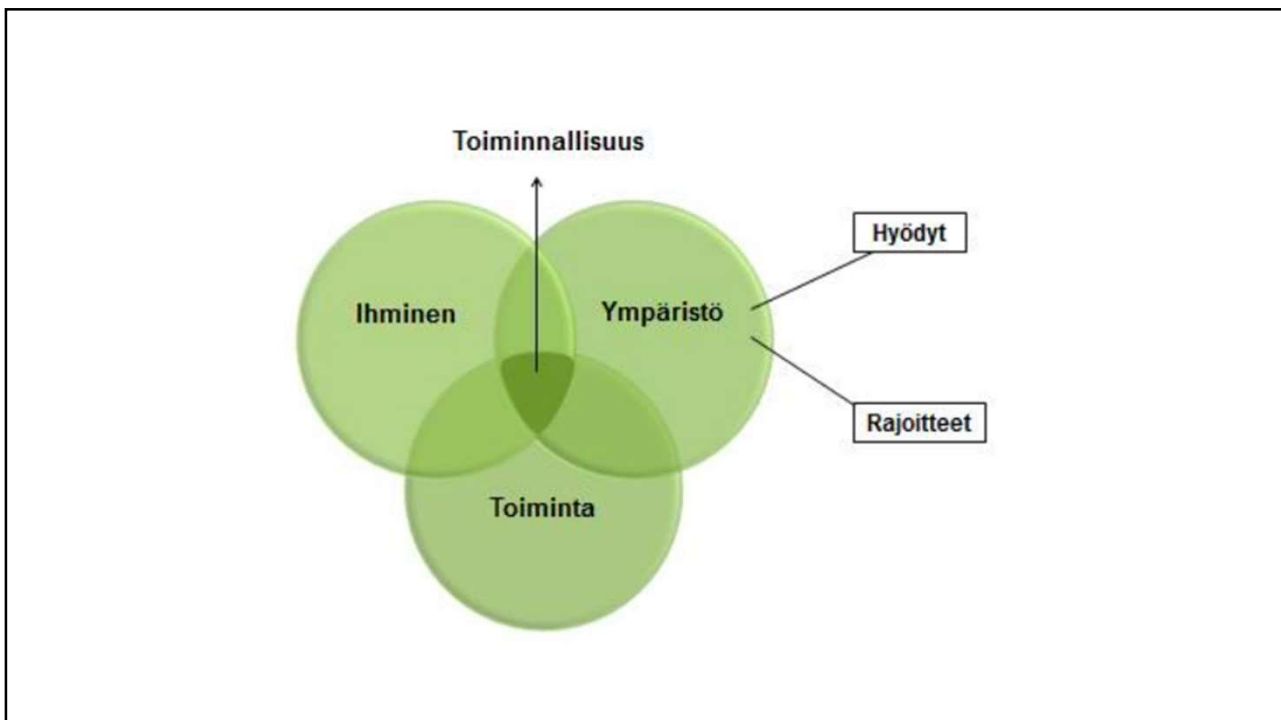 Toiminnallisuus
Hyödyt
Ihminen
Ympäristö
Rajoitteet
Toiminta